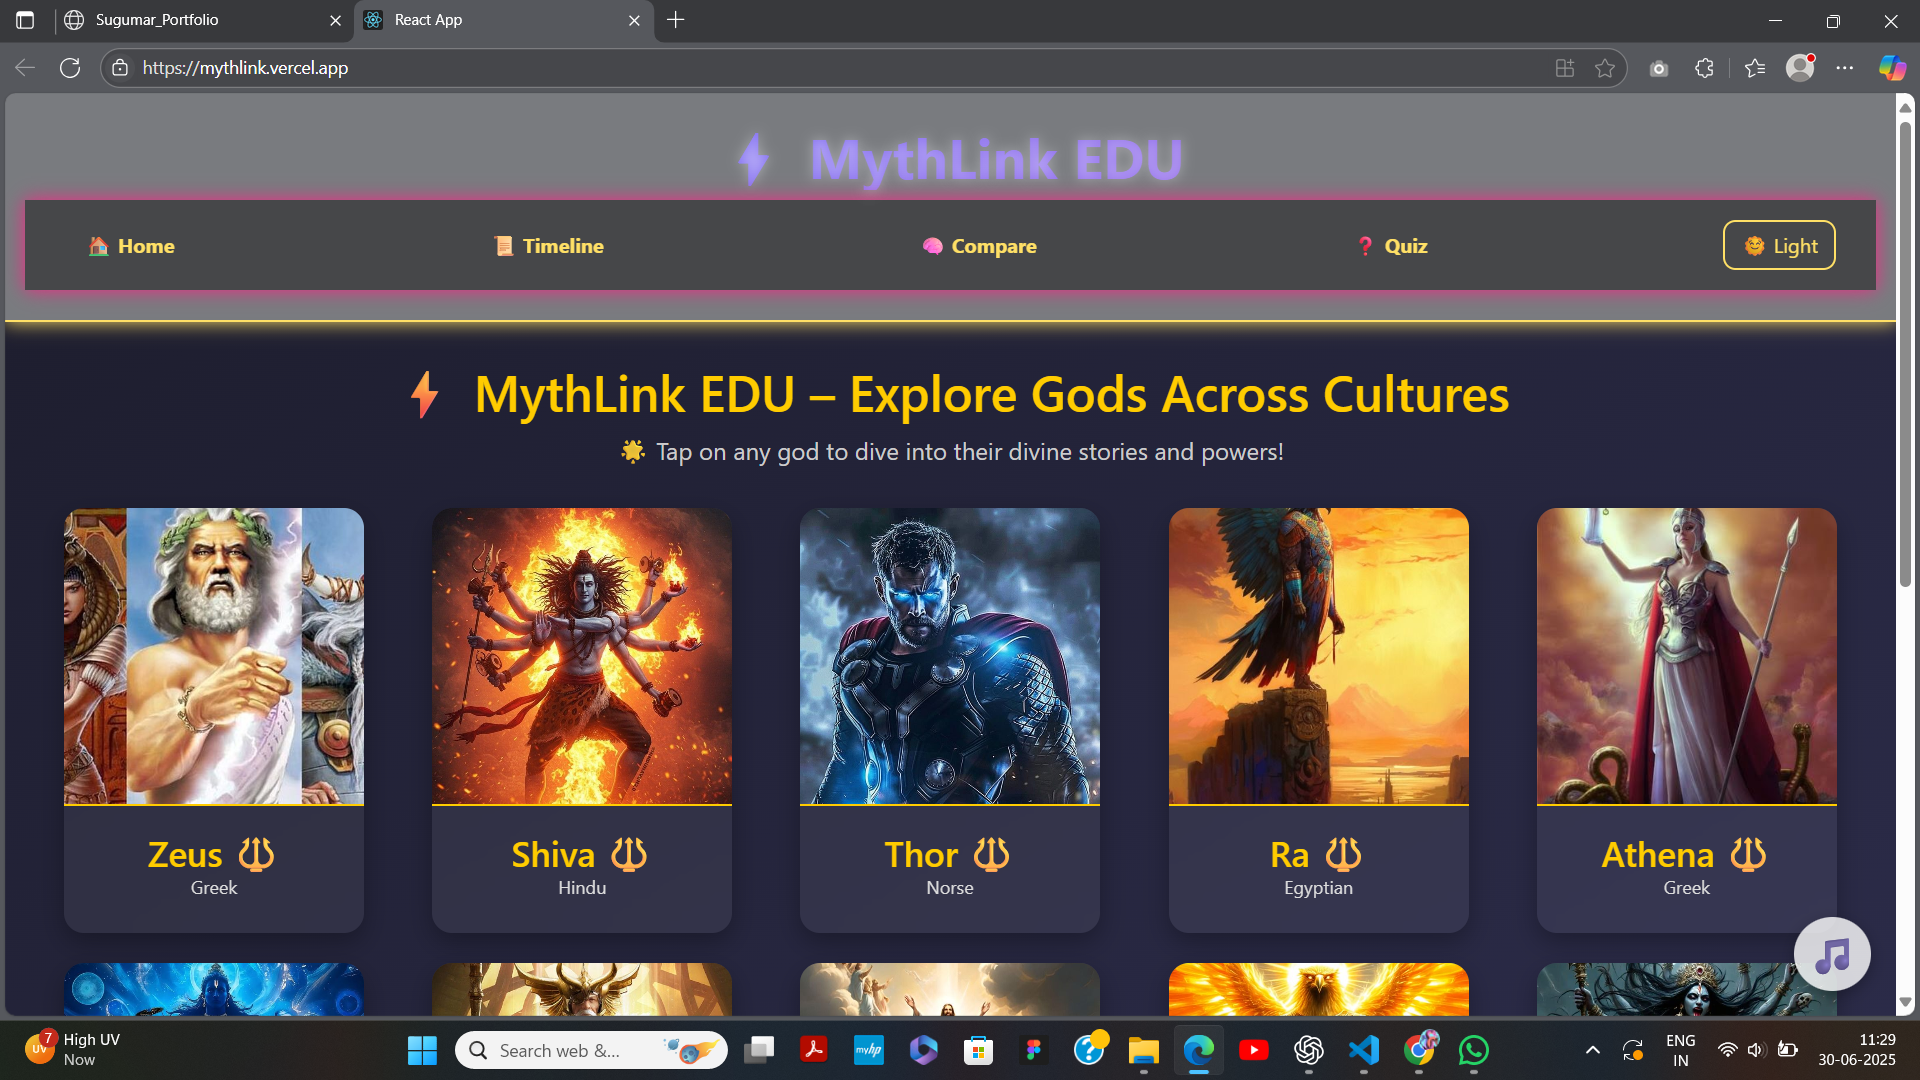 Sugumar_Portfolio
React App
https://mythlink.vercel.app
MythLink EDU
Home
Timeline
Compare
Quiz
Light
MythLink EDU – Explore Gods Across Cultures
Tap on any god to dive into their divine stories and powers!
Zeus
Greek
Shiva
Hindu
Thor
Norse
Ra
Egyptian
Athena
Greek
7
UV
High UV
Now
Search web &...
myhp
ENG
IN
11:29
30-06-2025